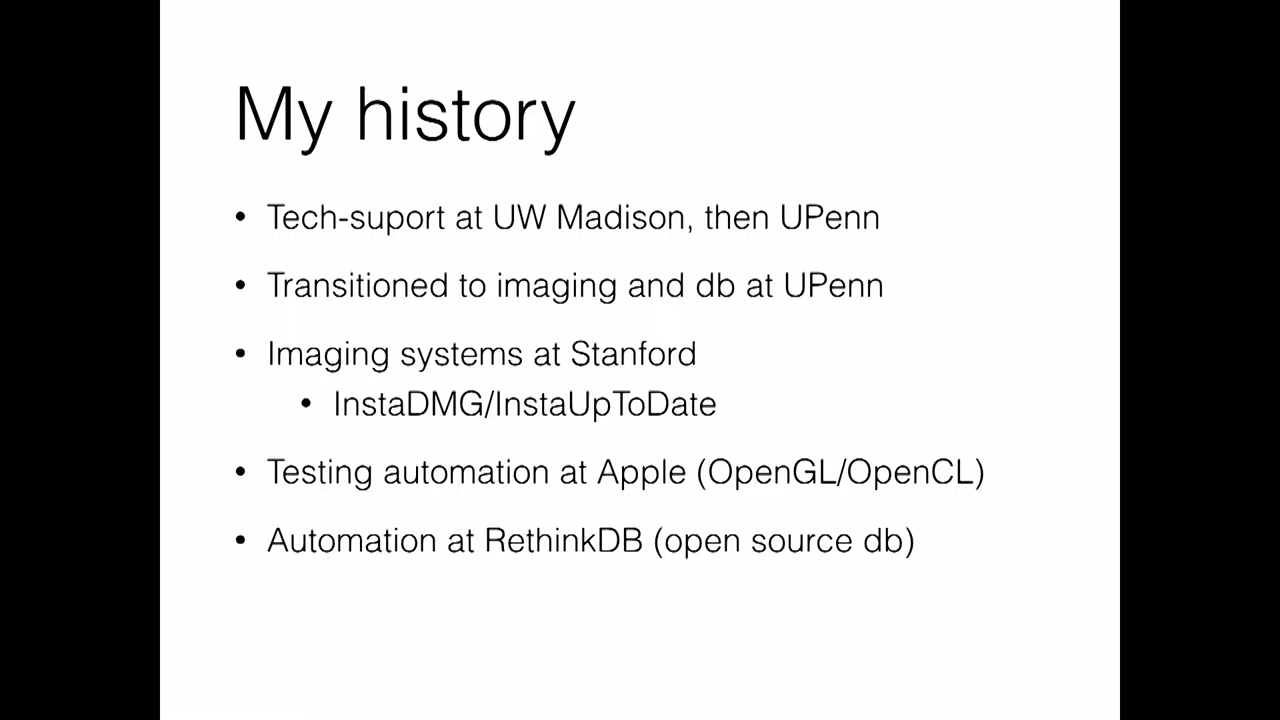 My history
• Tech-suport at UW Madison, then UPenn
• Transitioned to imaging and db at UPenn
• Imaging systems at Stanford
• InstaDMG/InstaUpToDate
• Testing automation at Apple (OpenGL/OpenCL)
• Automation at RethinkDB (open source db)